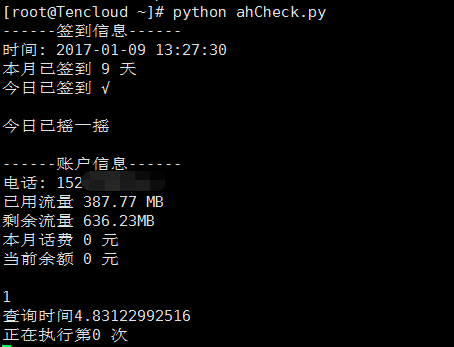 [root@Tencloud ~]# python ahCheck.py
------签到信息------
时间: 2017-01-09 13:27:30
本月已签到 9 天
今日已签到 √
今日已摇一摇
------账户信息------
电话: 152
已用流量 387.77 MB
剩余流量 636.23MB
本月话费 0 元
当前余额 0 元
1
查询时间4.83122992516
正在执行第0 次